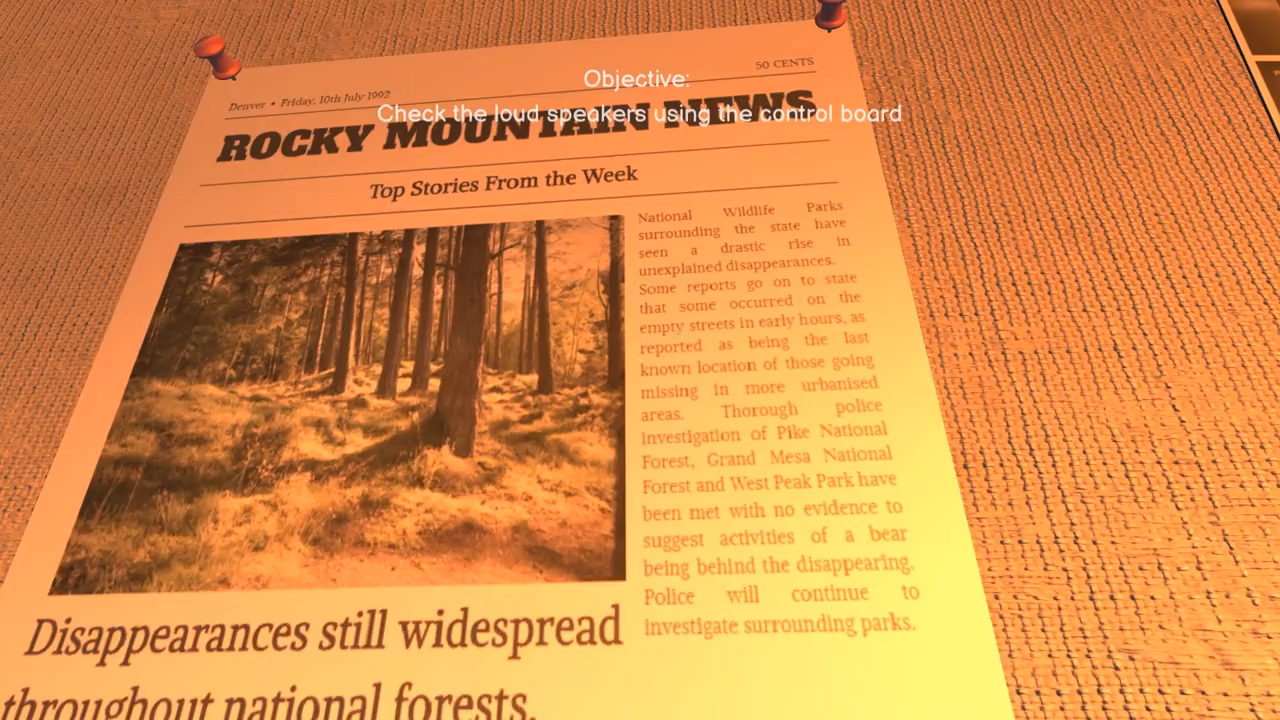 Objective:
Check the loud speakers using the control board
50 CENTS
Denver • Friday, 10th July 1992
ROCKY MOUNTAIN NEWS
Top Stories From the Week
National Wildlife Parks
surrounding the state have
seen a drastic rise in
unexplained disappearances.
Some reports go on to state
that some occurred on the
empty streets in early hours, as
reported as being the last
known location of those going
missing in more urbanised
areas. Thorough police
investigation of Pike National
Forest, Grand Mesa National
Forest and West Peak Park have
been met with no evidence to
suggest activities of a bear
being behind the disappearing.
Police will continue to
investigate surrounding parks.
Disappearances still widespread
throughout national forests.